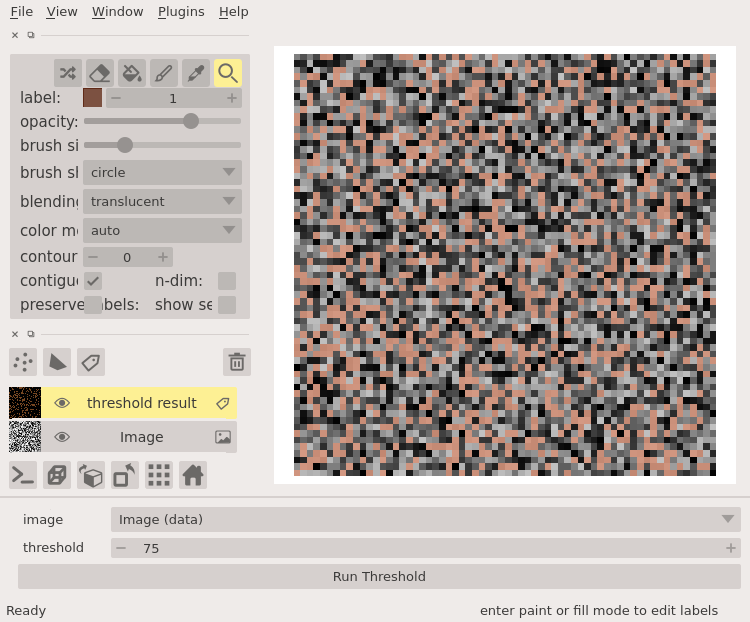 File View Window Plugins Help
label: 1
opacity:
brush si
brush sl circle
blending translucent
color m auto
contour 0
contigu n-dim:
preserve abels: show se
threshold result
Image
image Image (data)
threshold 75
Run Threshold
Ready enter paint or fill mode to edit labels